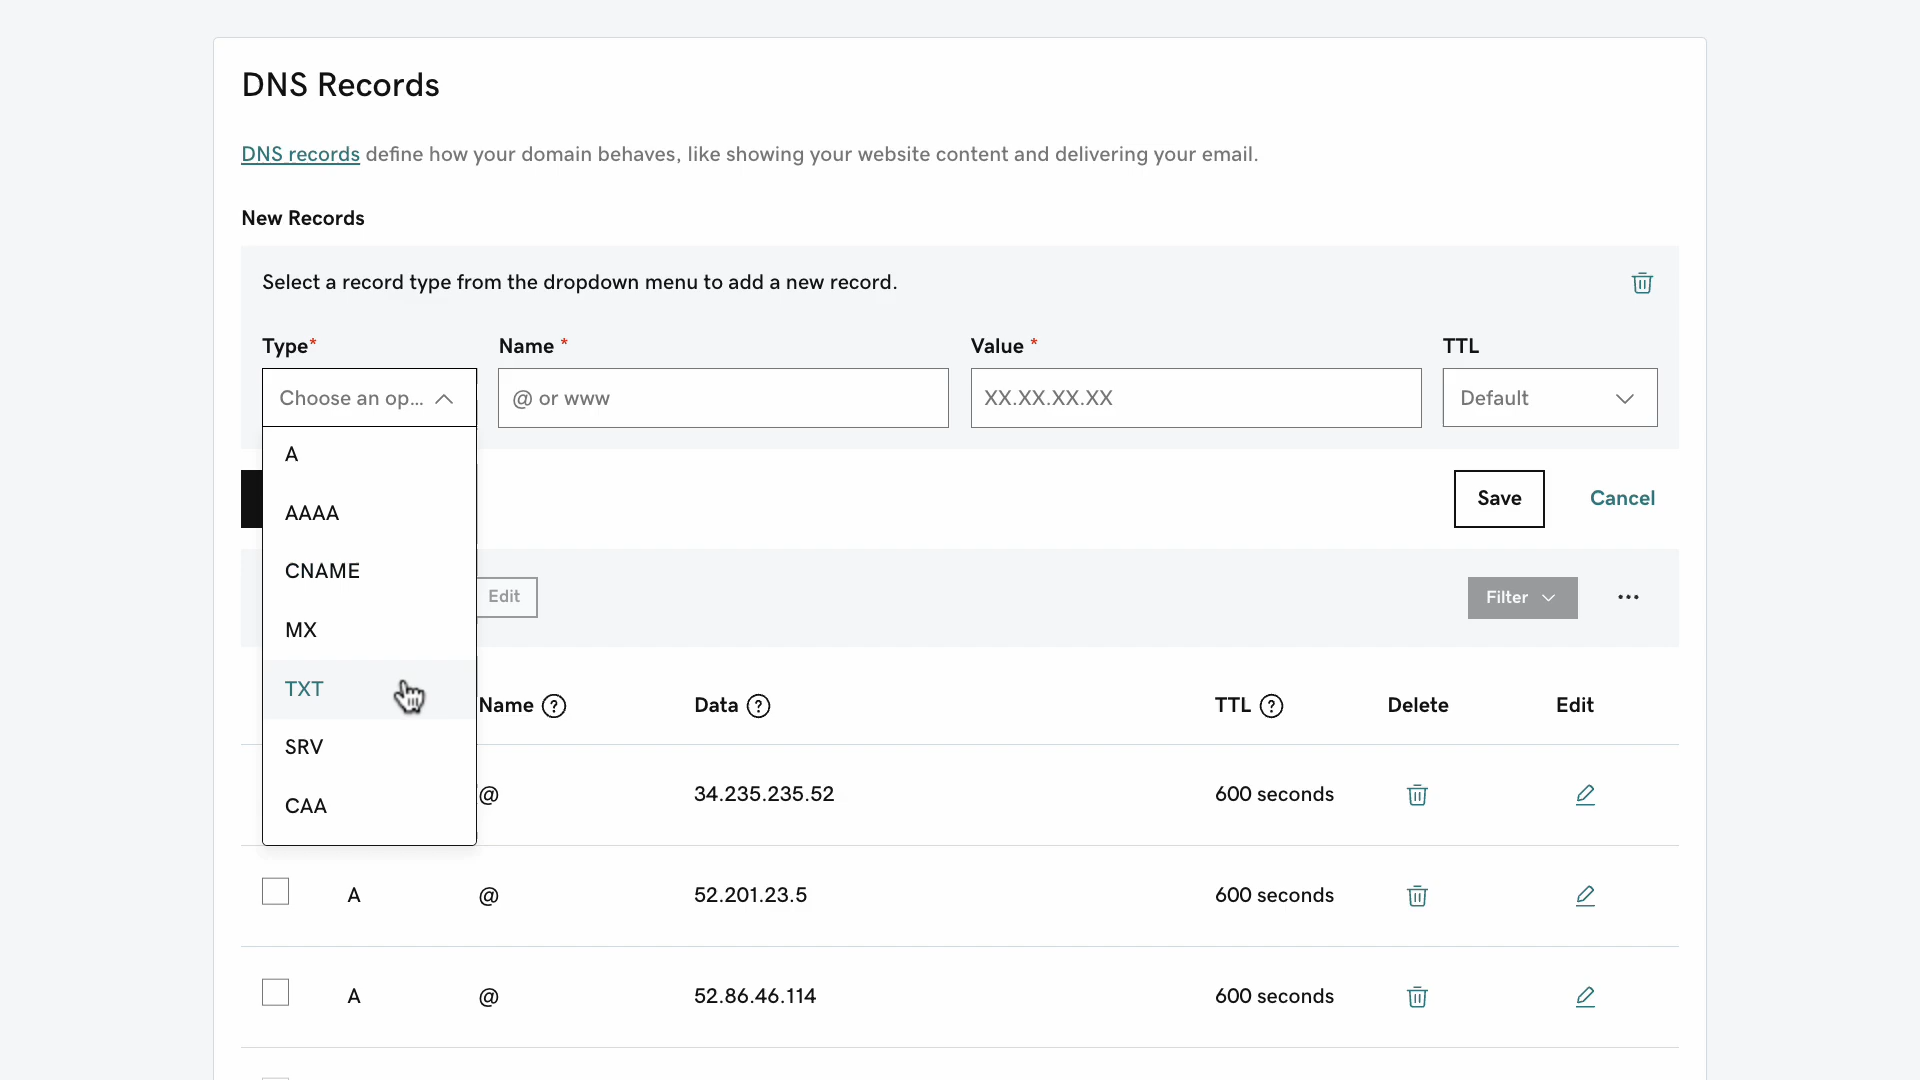 DNS Records
DNS records define how your domain behaves, like showing your website content and delivering your email.
New Records
Select a record type from the dropdown menu to add a new record.
Type* Name * Value * TTL
Choose an op... @ or www XX.XX.XX.XX Default
A
AAAA
CNAME
MX
TXT
SRV
CAA
Save Cancel
Edit Filter ...
Name ? Data ? TTL ? Delete Edit
@ 34.235.235.52 600 seconds
A @ 52.201.23.5 600 seconds
A @ 52.86.46.114 600 seconds